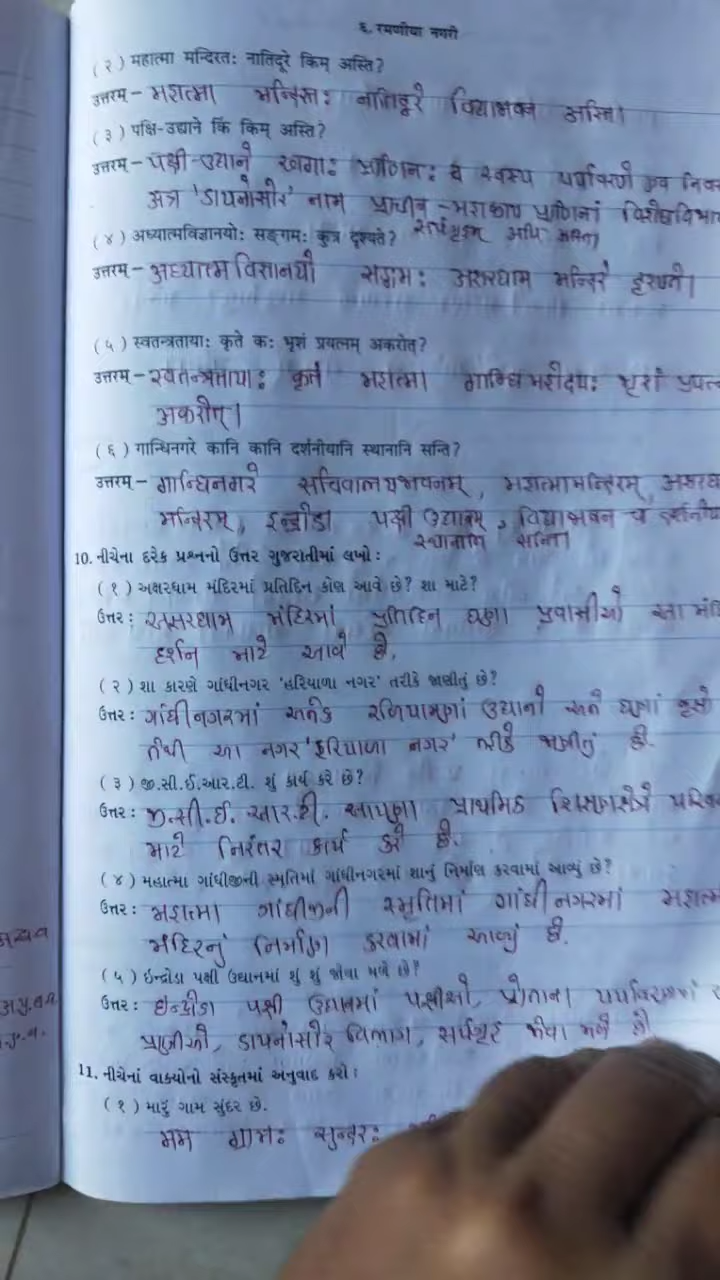 ६. रमणीया नगरी
(२) महात्मा मन्दिरतः नातिदूरे किम् अस्ति?
उत्तरम् - महात्मा मन्दिरतः नातिदूरे विद्याभवन अस्ति।
(३) पक्षि-उद्याने किं किम् अस्ति?
उत्तरम् - पक्षी-उद्याने खगाः प्राणिनः च स्वस्य पर्यावरणे
अत्र 'डायनोसोर' नाम प्राचीन - महाकाय प्राणिनां
सर्पगृहम् अपि अस्ति।
(४) अध्यात्मविज्ञानयोः सङ्गमः कुत्र दृश्यते?
उत्तरम् - अध्यात्म विज्ञानयो सङ्गमः अक्षरधाम मन्दिरे दृश्यते।
(५) स्वतन्त्रतायाः कृते कः भृशं प्रयत्नम् अकरोत्?
उत्तरम् - स्वतन्त्रतायाः कृते महात्मा गान्धिमहोदयः भृशं
अकरोत्।
(६) गान्धिनगरे कानि कानि दर्शनीयानि स्थानानि सन्ति?
उत्तरम् - गान्धिनगरे सचिवालयभवनम्, महात्मामन्दिरम्,
मन्दिरम्, इन्द्रोडा पक्षी उद्यानम्, विद्याभवन च
स्थानानि सन्ति।
10. નીચેના દરેક પ્રશ્નનો ઉત્તર ગુજરાતીમાં લખો :
(૧) અક્ષરધામ મંદિરમાં પ્રતિદિન કોણ આવે છે? શા માટે?
ઉત્તર : અક્ષરધામ મંદિરમાં પ્રતિદિન ઘણા પ્રવાસીઓ આ
દર્શન માટે આવે છે.
(૨) શા કારણે ગાંધીનગર 'હરિયાળા નગર' તરીકે જાણીતું છે?
ઉત્તર : ગાંધીનગરમાં અનેક રળિયામણાં ઉદ્યાનો અને ઘણાં વૃક્ષો
તેથી આ નગર 'હરિયાળા નગર' તરીકે જાણીતું છે.
(૩) જી.સી.ઈ.આર.ટી. શું કાર્ય કરે છે?
ઉત્તર : જી.સી.ઈ. આર.ટી. આપણા પ્રાથમિક શિક્ષણક્ષેત્રે
માટે નિરંતર કાર્ય કરે છે.
(૪) મહાત્મા ગાંધીજીની સ્મૃતિમાં ગાંધીનગરમાં શાનું નિર્માણ કરવામાં આવ્યું છે?
ઉત્તર : મહાત્મા ગાંધીજીની સ્મૃતિમાં ગાંધીનગરમાં
મંદિરનું નિર્માણ કરવામાં આવ્યું છે.
(૫) ઇન્દ્રોડા પક્ષી ઉદ્યાનમાં શું શું જોવા મળે છે?
ઉત્તર : ઇન્દ્રોડા પક્ષી ઉદ્યાનમાં પક્ષીઓ, પોતાના પર્યાવરણમાં
પ્રાણીઓ, ડાયનોસોર વિભાગ, સર્પગૃહ જોવા મળે છે
11. નીચેનાં વાક્યોનો સંસ્કૃતમાં અનુવાદ કરો :
(૧) મારું ગામ સુંદર છે.
मम ग्रामः सुन्दरः